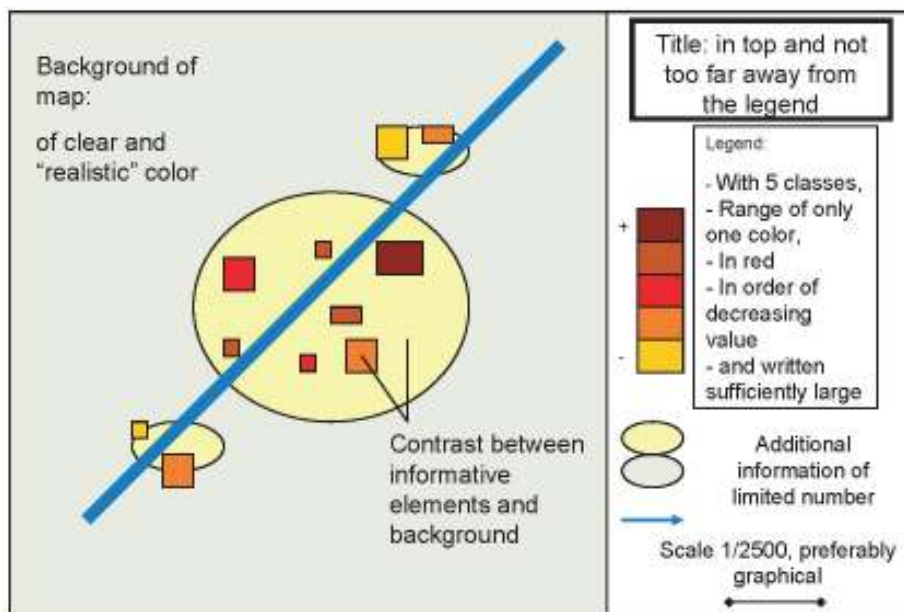 Background of
map:
of clear and
"realistic" color
Contrast between
informative
elements and
background
Title: in top and not
too far away from
the legend
Legend:
- With 5 classes,
- Range of only
one color,
- In red
- In order of
decreasing
value
- and written
sufficiently large
+
-
Additional
information of
limited number
Scale 1/2500, preferably
graphical